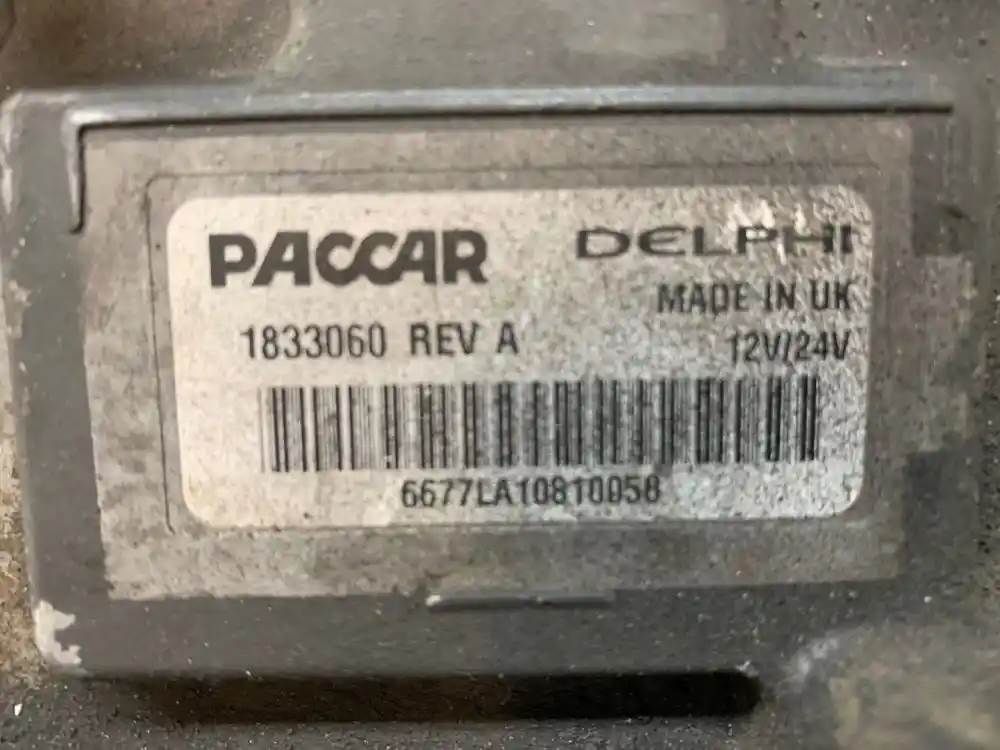 PACCAR DELPHI
MADE IN UK
1833060 REV A 12V/24V
6677LA10810058